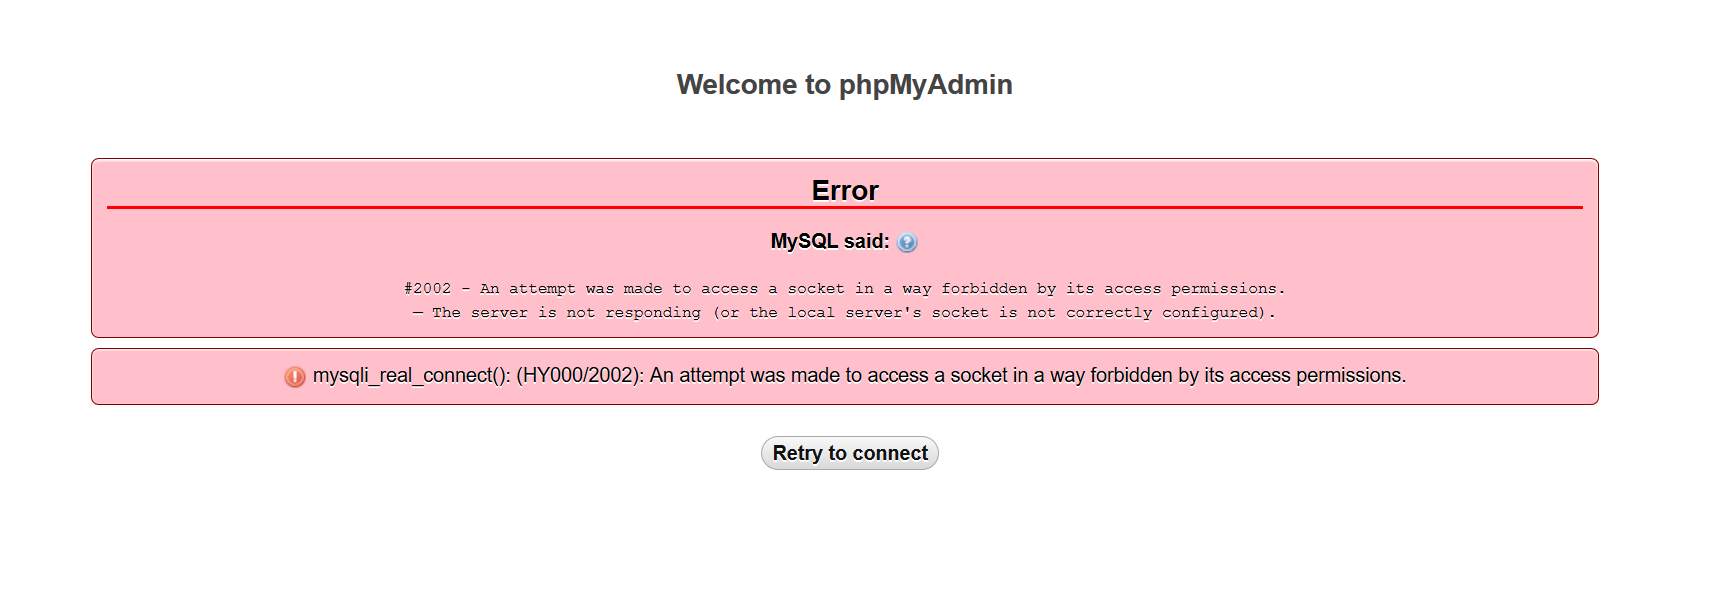 Welcome to phpMyAdmin
Error
MySQL said:
#2002 - An attempt was made to access a socket in a way forbidden by its access permissions.
— The server is not responding (or the local server's socket is not correctly configured).
mysqli_real_connect(): (HY000/2002): An attempt was made to access a socket in a way forbidden by its access permissions.
Retry to connect